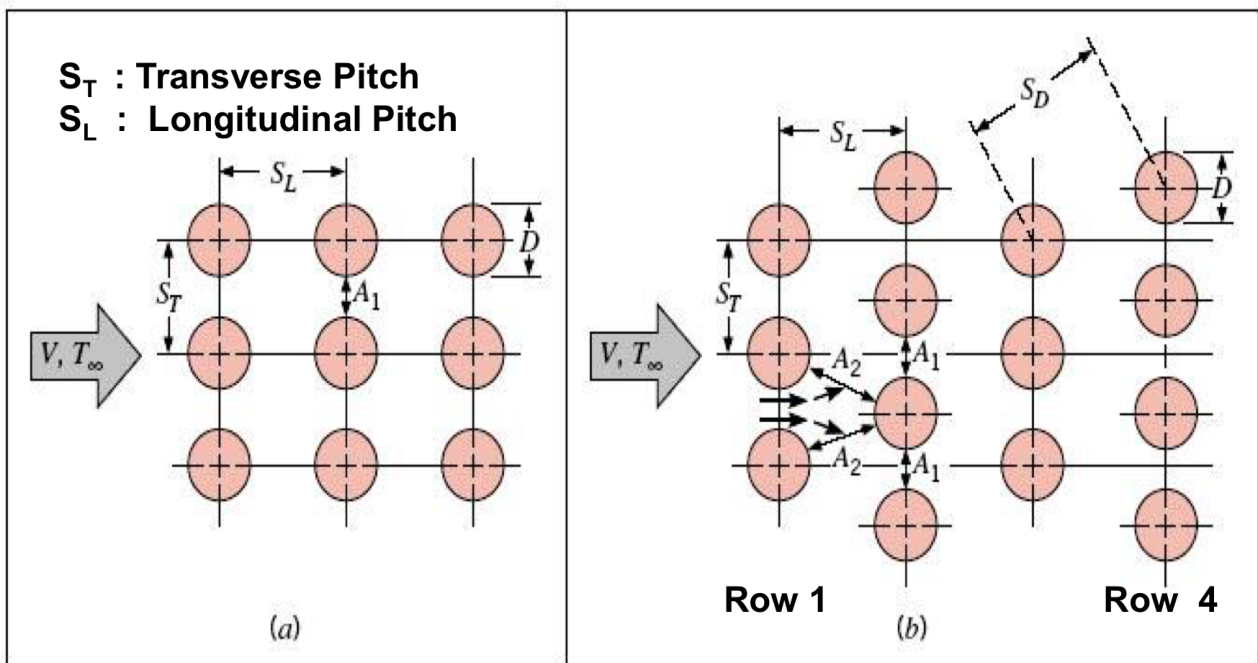 S_T : Transverse Pitch
S_L : Longitudinal Pitch
S_L
D
S_T
A_1
V, T_∞
(a)
S_D
S_L
D
S_T
A_2
A_1
V, T_∞
A_2
A_1
Row 1
Row 4
(b)